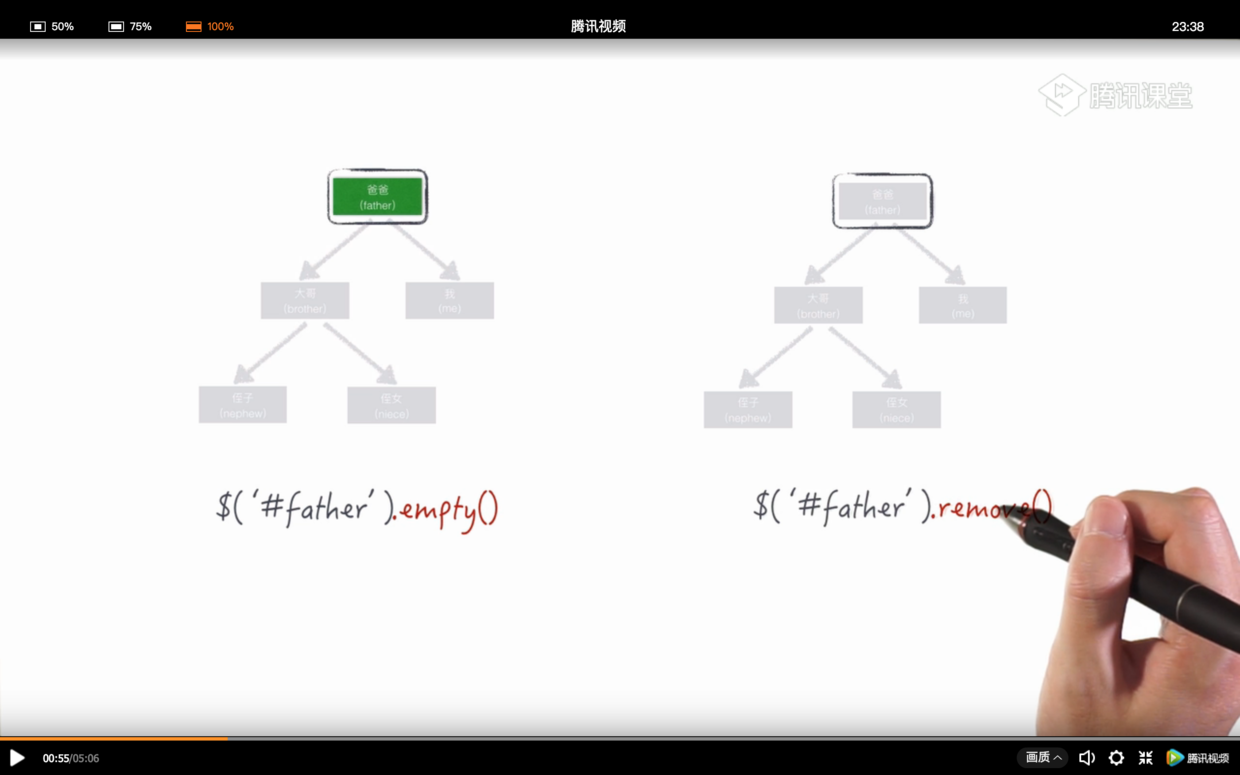 50%
75%
100%
腾讯视频
23:38
腾讯课堂
爸爸
(father)
大哥
(brother)
我
(me)
侄子
(nephew)
侄女
(niece)
$('#father').empty()
爸爸
(father)
大哥
(brother)
我
(me)
侄子
(nephew)
侄女
(niece)
$('#father').remove()
00:55/05:06
画质
腾讯视频